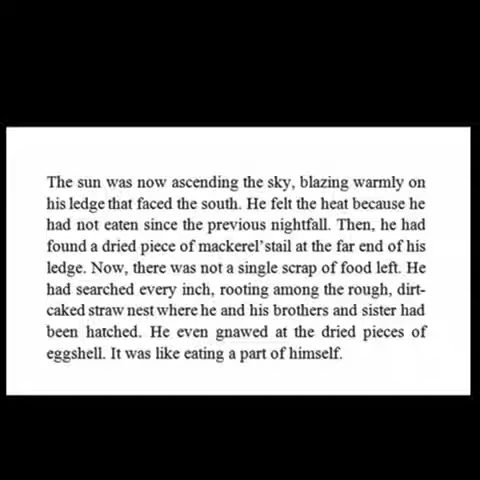 The sun was now ascending the sky, blazing warmly on
his ledge that faced the south. He felt the heat because he
had not eaten since the previous nightfall. Then, he had
found a dried piece of mackerel'stail at the far end of his
ledge. Now, there was not a single scrap of food left. He
had searched every inch, rooting among the rough, dirt-
caked straw nest where he and his brothers and sister had
been hatched. He even gnawed at the dried pieces of
eggshell. It was like eating a part of himself.